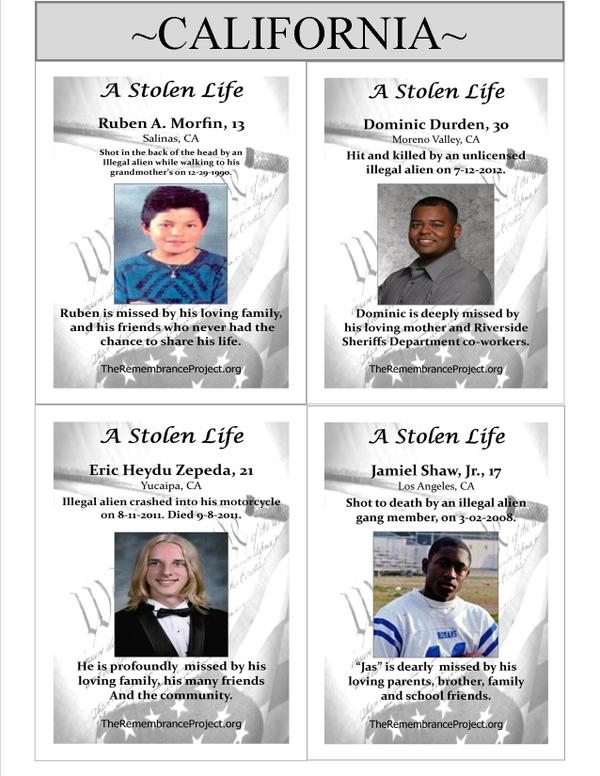 ~CALIFORNIA~
A Stolen Life
Ruben A. Morfin, 13
Salinas, CA
Shot in the back of the head by an
Illegal alien while walking to his
grandmother's on 12-29-1990.
Ruben is missed by his loving family,
and his friends who never had the
chance to share his life.
TheRemembranceProject.org
A Stolen Life
Dominic Durden, 30
Moreno Valley, CA
Hit and killed by an unlicensed
illegal alien on 7-12-2012.
Dominic is deeply missed by
his loving mother and Riverside
Sheriffs Department co-workers.
TheRemembranceProject.org
A Stolen Life
Eric Heydu Zepeda, 21
Yucaipa, CA
Illegal alien crashed into his motorcycle
on 8-11-2011. Died 9-8-2011.
He is profoundly missed by his
loving family, his many friends
And the community.
TheRemembranceProject.org
A Stolen Life
Jamiel Shaw, Jr., 17
Los Angeles, CA
Shot to death by an illegal alien
gang member, on 3-02-2008.
ROMANS
"Jas" is dearly missed by his
loving parents, brother, family
and school friends.
TheRemembranceProject.org